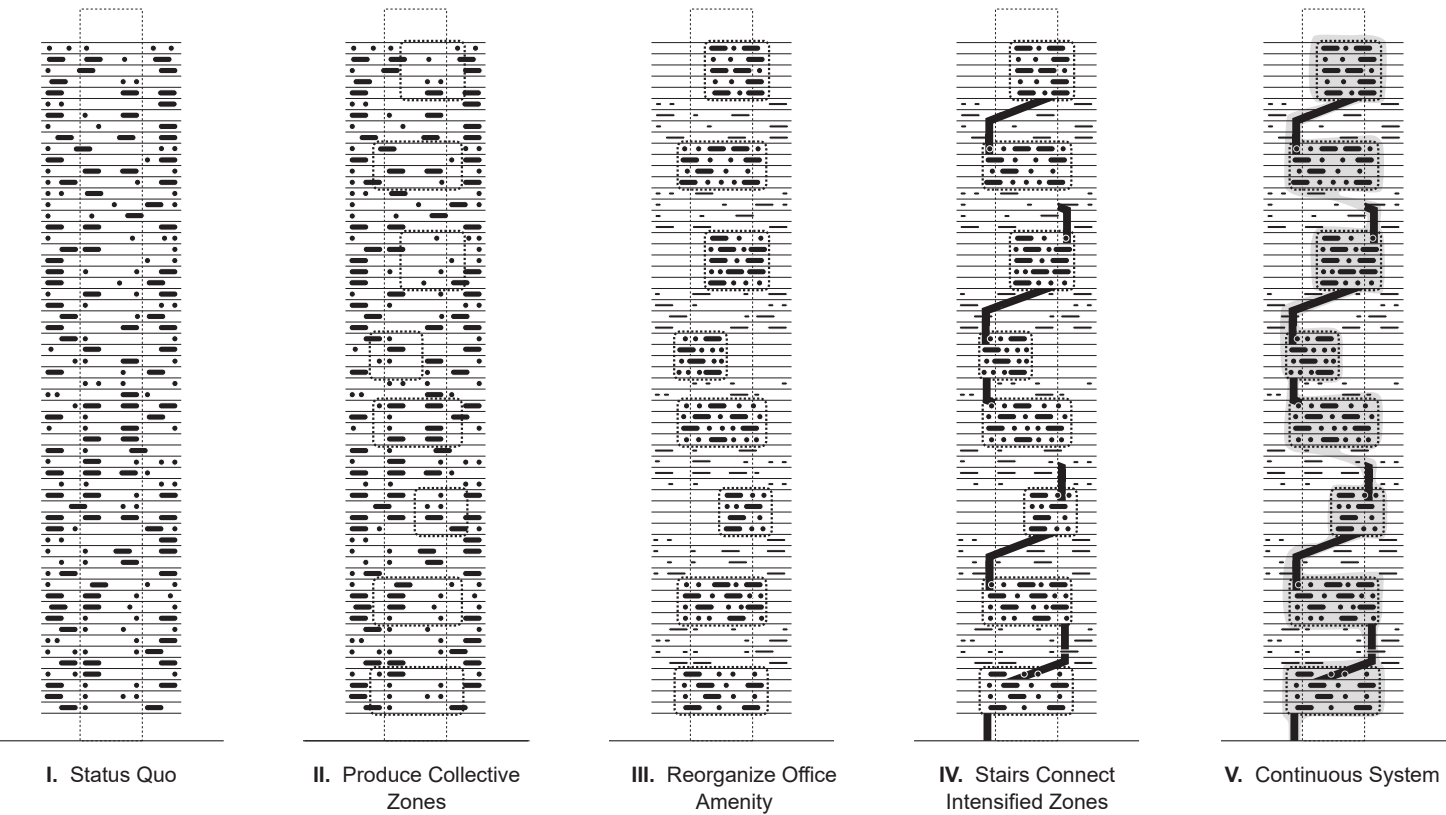 I. Status Quo
II. Produce Collective
Zones
III. Reorganize Office
Amenity
IV. Stairs Connect
Intensified Zones
V. Continuous System